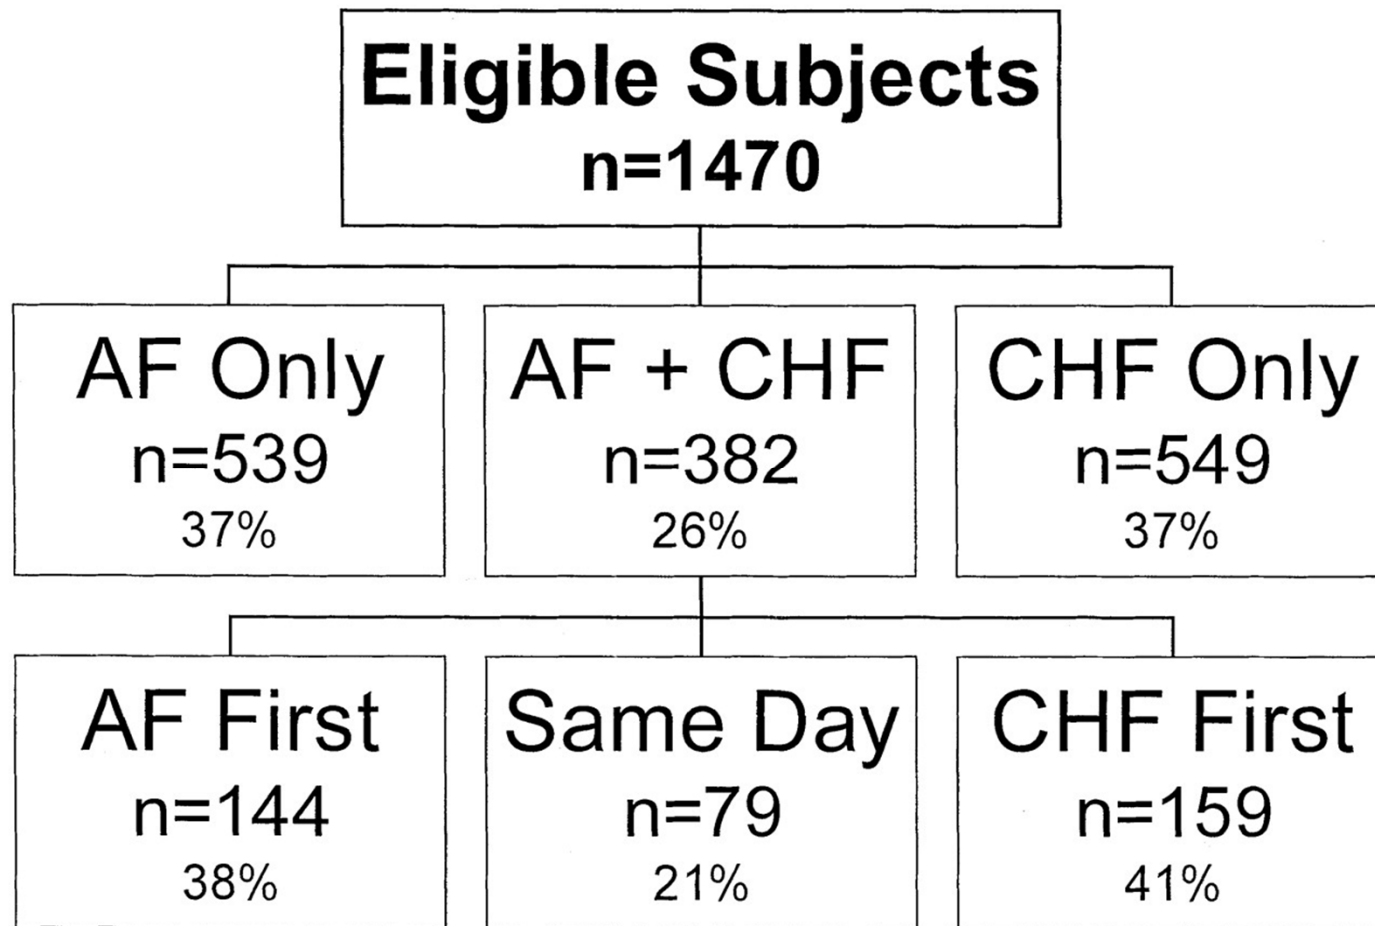 Eligible Subjects
n=1470
AF Only
n=539
37%
AF + CHF
n=382
26%
CHF Only
n=549
37%
AF First
n=144
38%
Same Day
n=79
21%
CHF First
n=159
41%